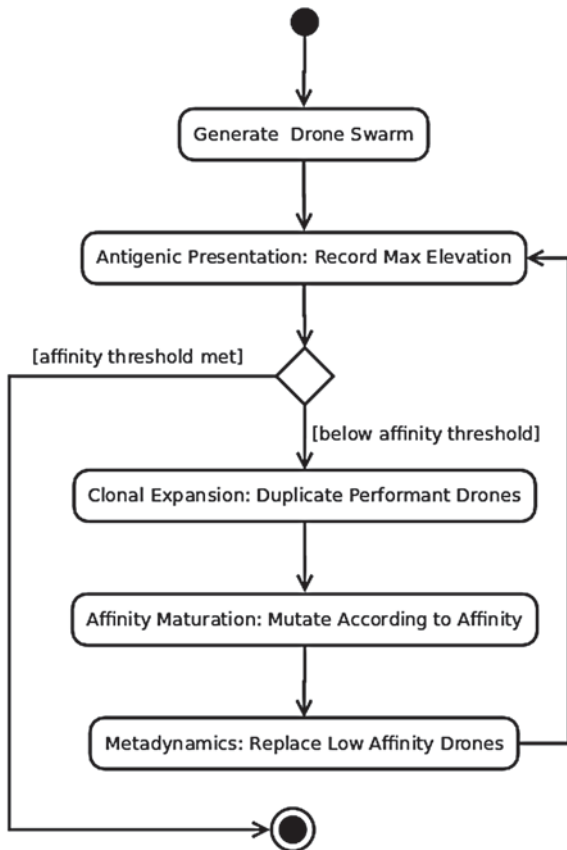 Generate Drone Swarm
Antigenic Presentation: Record Max Elevation
[affinity threshold met]
[below affinity threshold]
Clonal Expansion: Duplicate Performant Drones
Affinity Maturation: Mutate According to Affinity
Metadynamics: Replace Low Affinity Drones